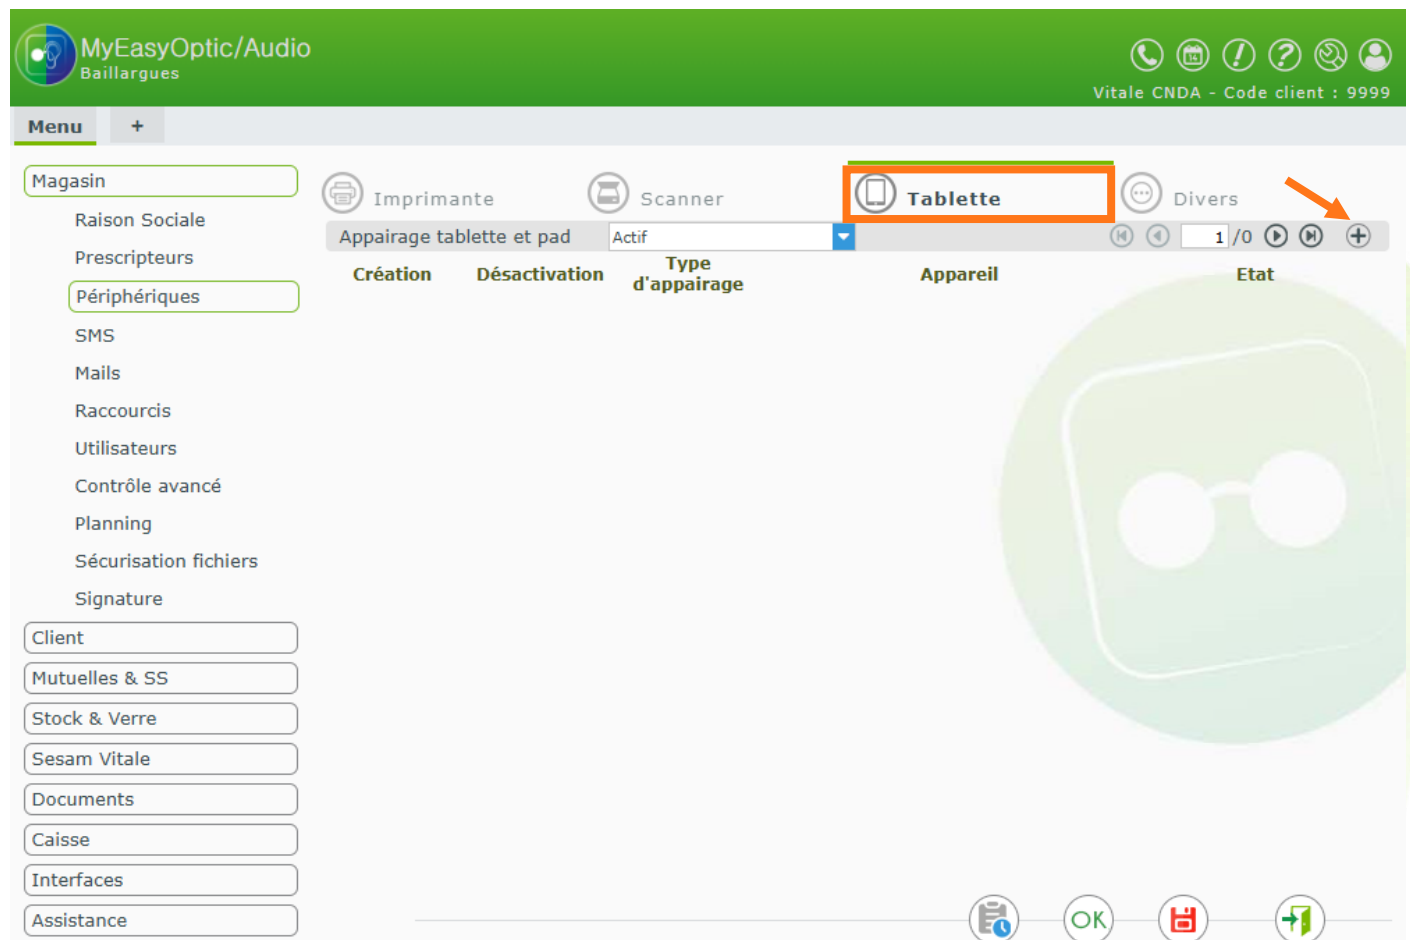 MyEasyOptic/Audio
Baillargues
Vitale CNDA - Code client : 9999
Menu +
Magasin
Raison Sociale
Prescripteurs
Périphériques
SMS
Mails
Raccourcis
Utilisateurs
Contrôle avancé
Planning
Sécurisation fichiers
Signature
Client
Mutuelles & SS
Stock & Verre
Sesam Vitale
Documents
Caisse
Interfaces
Assistance
Imprimante Scanner Tablette Divers
Appairage tablette et pad Actif 1 /0
Création Désactivation Type d'appairage Appareil Etat
OK